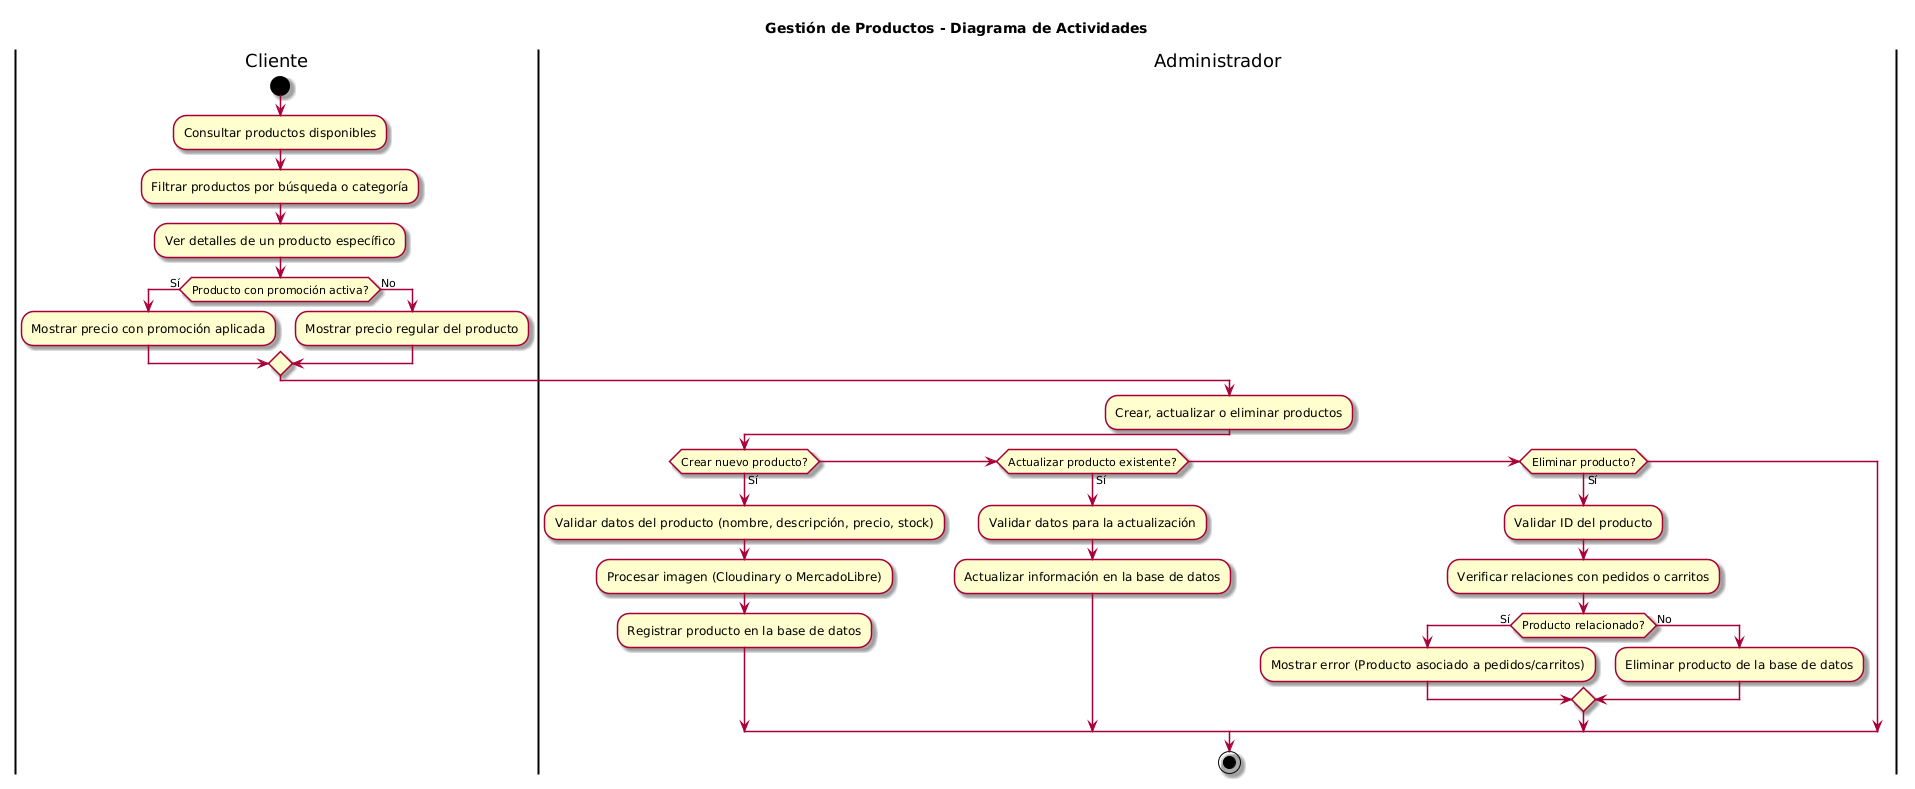 Gestión de Productos - Diagrama de Actividades
Cliente
Administrador
Consultar productos disponibles
Filtrar productos por búsqueda o categoría
Ver detalles de un producto específico
Producto con promoción activa?
Sí
No
Mostrar precio con promoción aplicada
Mostrar precio regular del producto
Crear, actualizar o eliminar productos
Crear nuevo producto?
Sí
Validar datos del producto (nombre, descripción, precio, stock)
Procesar imagen (Cloudinary o MercadoLibre)
Registrar producto en la base de datos
Actualizar producto existente?
Sí
Validar datos para la actualización
Actualizar información en la base de datos
Eliminar producto?
Sí
Validar ID del producto
Verificar relaciones con pedidos o carritos
Producto relacionado?
Sí
No
Mostrar error (Producto asociado a pedidos/carritos)
Eliminar producto de la base de datos